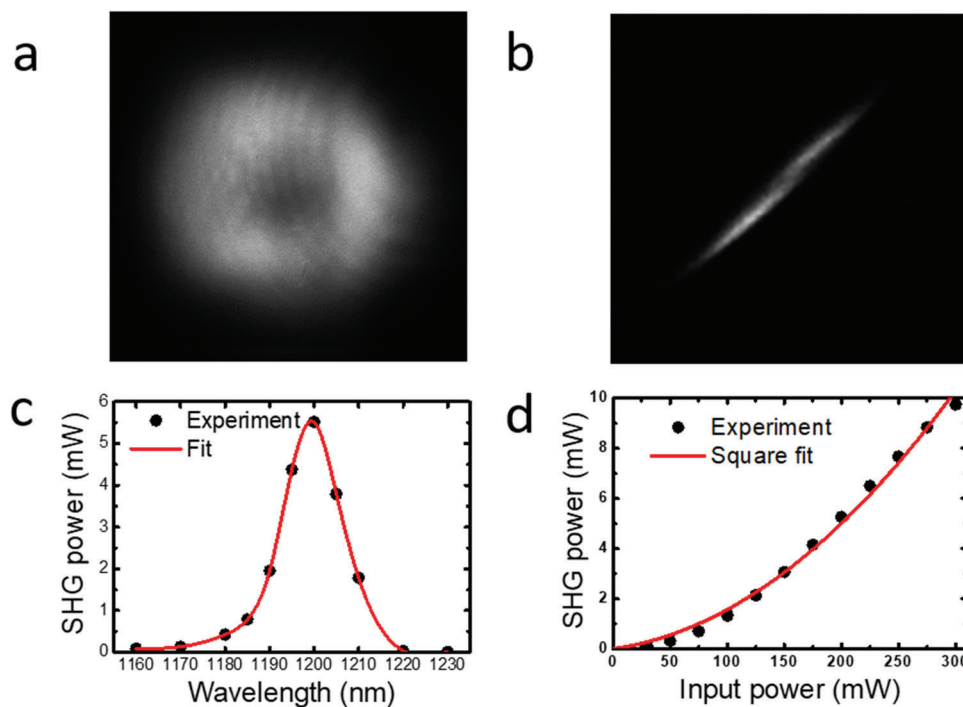 a
b
c
Experiment
Fit
SHG power (mW)
6
5
4
3
2
1
0
1160 1170 1180 1190 1200 1210 1220 1230
Wavelength (nm)
d
Experiment
Square fit
SHG power (mW)
10
8
6
4
2
0
0 50 100 150 200 250 300
Input power (mW)